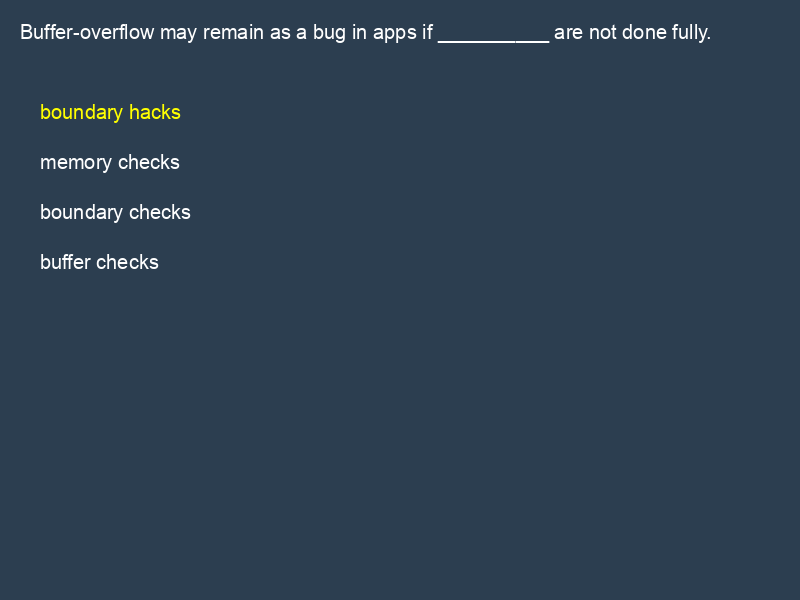 Buffer-overflow may remain as a bug in apps if __________ are not done fully.
boundary hacks
memory checks
boundary checks
buffer checks